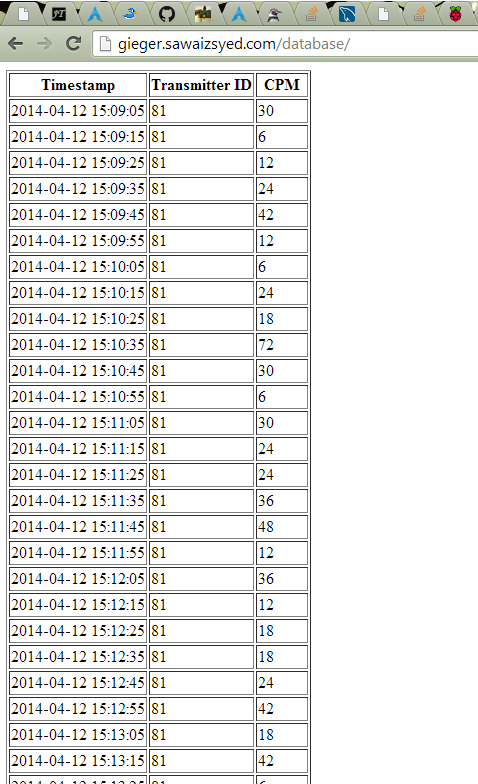 gieger.sawaizsyed.com/database/
Timestamp Transmitter ID CPM
2014-04-12 15:09:05 81 30
2014-04-12 15:09:15 81 6
2014-04-12 15:09:25 81 12
2014-04-12 15:09:35 81 24
2014-04-12 15:09:45 81 42
2014-04-12 15:09:55 81 12
2014-04-12 15:10:05 81 6
2014-04-12 15:10:15 81 24
2014-04-12 15:10:25 81 18
2014-04-12 15:10:35 81 72
2014-04-12 15:10:45 81 30
2014-04-12 15:10:55 81 6
2014-04-12 15:11:05 81 30
2014-04-12 15:11:15 81 24
2014-04-12 15:11:25 81 24
2014-04-12 15:11:35 81 36
2014-04-12 15:11:45 81 48
2014-04-12 15:11:55 81 12
2014-04-12 15:12:05 81 36
2014-04-12 15:12:15 81 12
2014-04-12 15:12:25 81 18
2014-04-12 15:12:35 81 18
2014-04-12 15:12:45 81 24
2014-04-12 15:12:55 81 42
2014-04-12 15:13:05 81 18
2014-04-12 15:13:15 81 42